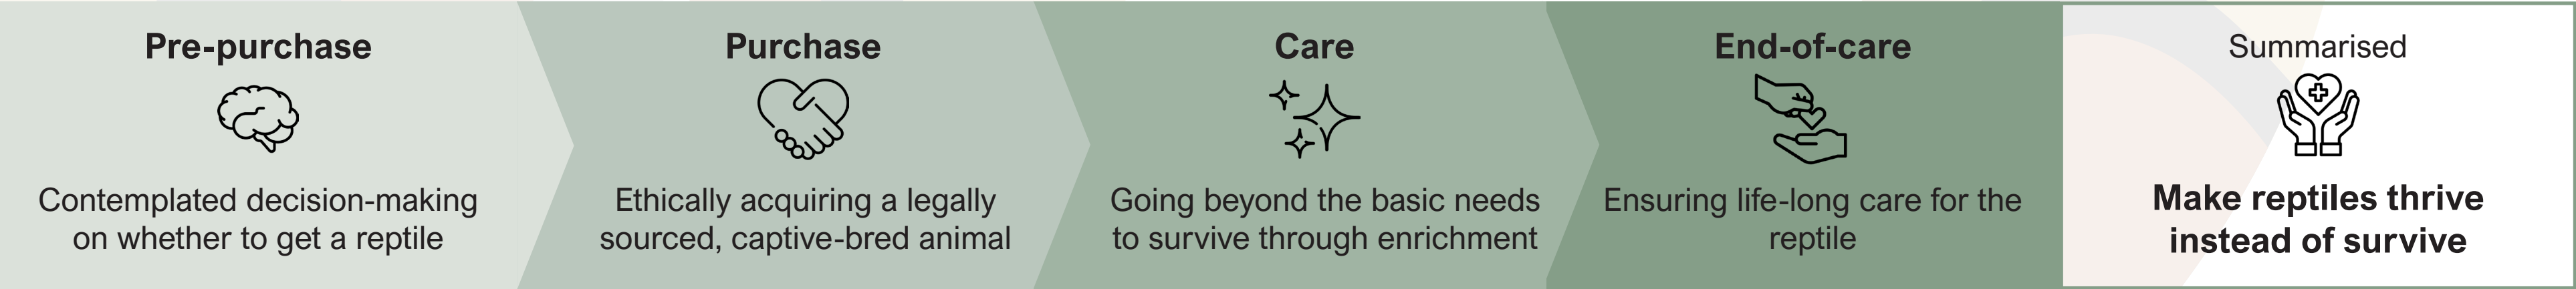 Pre-purchase
Contemplated decision-making
on whether to get a reptile
Purchase
Ethically acquiring a legally
sourced, captive-bred animal
Care
Going beyond the basic needs
to survive through enrichment
End-of-care
Ensuring life-long care for the
reptile
Summarised
Make reptiles thrive
instead of survive